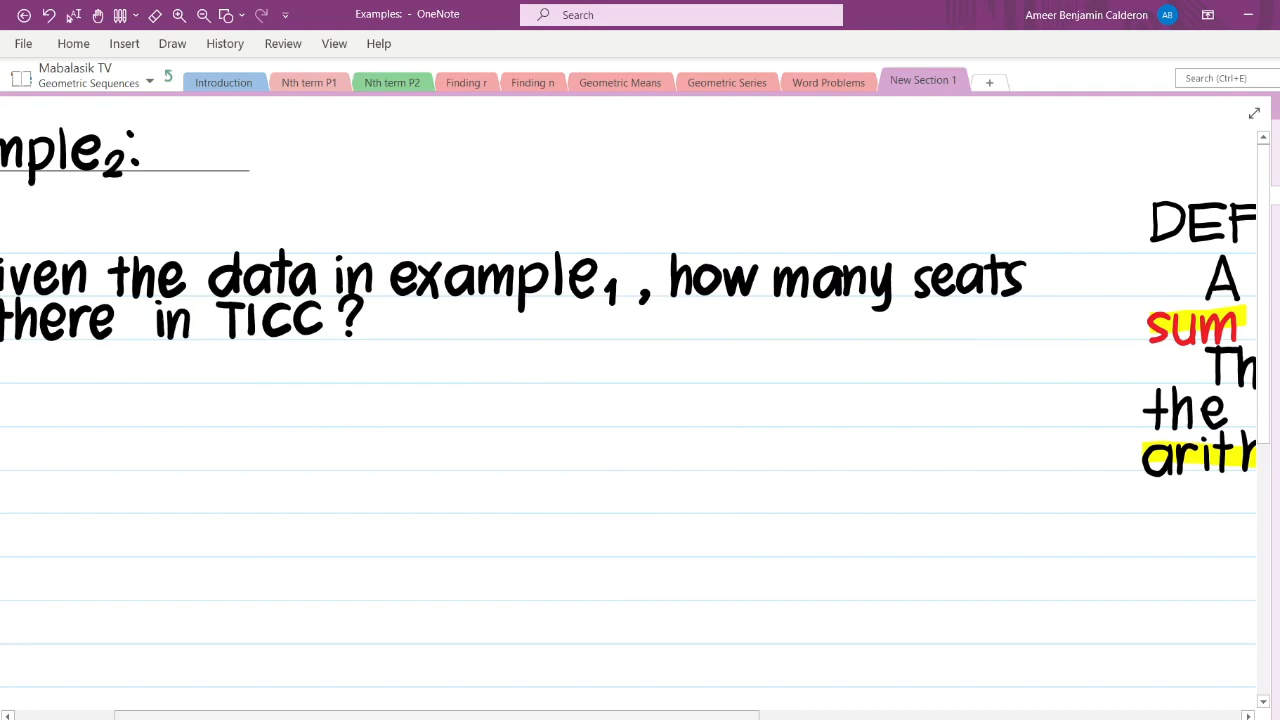 Examples: - OneNote
Search
Ameer Benjamin Calderon
AB
File Home Insert Draw History Review View Help
Mabalasik TV
Geometric Sequences
Introduction Nth term P1 Nth term P2 Finding r Finding n Geometric Means Geometric Series Word Problems New Section 1 +
Search (Ctrl+E)
mple₂:
iven the data in example₁, how many seats
there in TICC?
DEF
A
sum
Th
the
arith